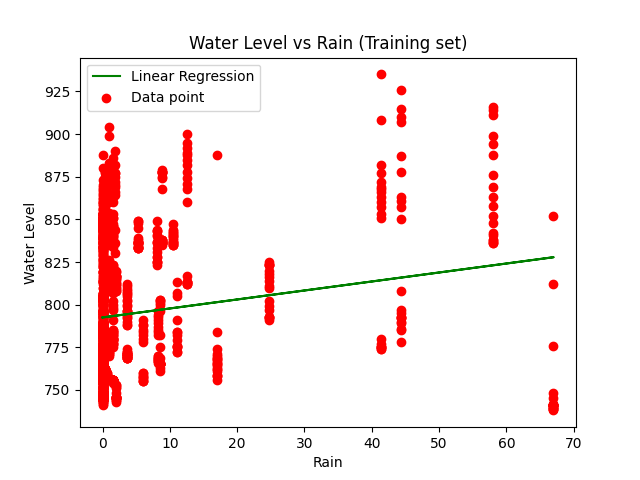 Water Level vs Rain (Training set)
Linear Regression
Data point
925
900
875
850
825
800
775
750
Water Level
0 10 20 30 40 50 60 70
Rain